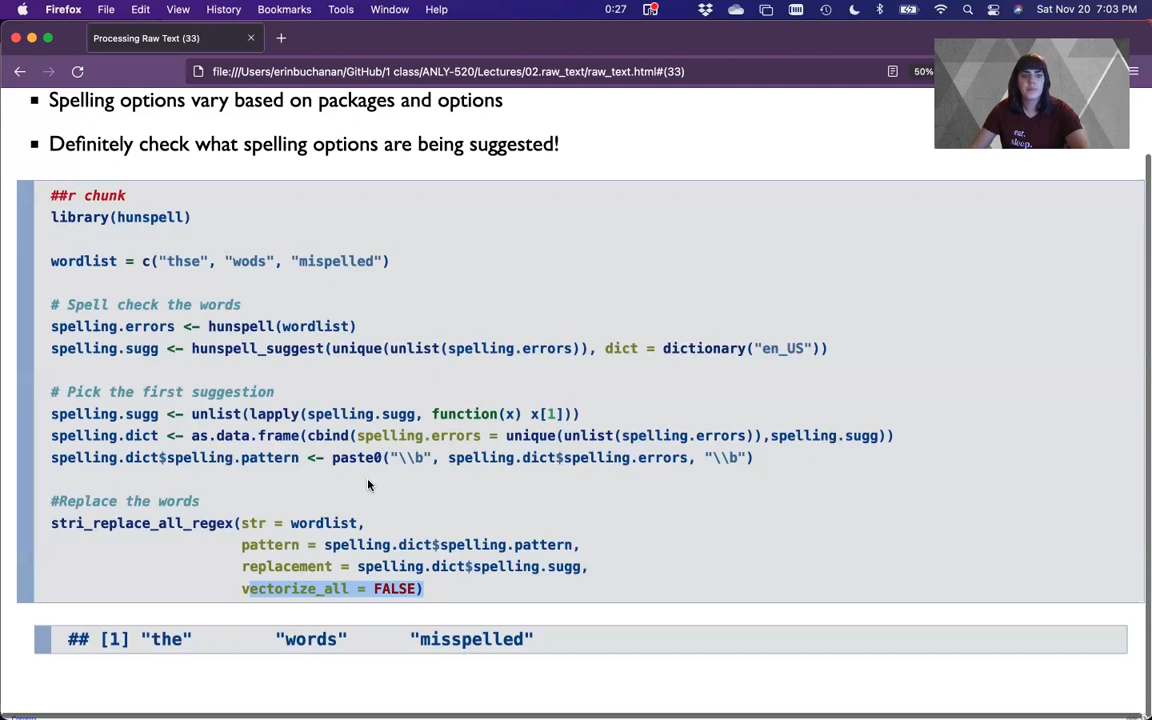 Firefox File Edit View History Bookmarks Tools Window Help 0:27 Sat Nov 20 7:03 PM
Processing Raw Text (33)
file:///Users/erinbuchanan/GitHub/1 class/ANLY-520/Lectures/02.raw_text/raw_text.html#(33) 50%
eat.
sleep.
Spelling options vary based on packages and options
Definitely check what spelling options are being suggested!
##r chunk
library(hunspell)
wordlist = c("thse", "wods", "mispelled")
# Spell check the words
spelling.errors <- hunspell(wordlist)
spelling.sugg <- hunspell_suggest(unique(unlist(spelling.errors)), dict = dictionary("en_US"))
# Pick the first suggestion
spelling.sugg <- unlist(lapply(spelling.sugg, function(x) x[1]))
spelling.dict <- as.data.frame(cbind(spelling.errors = unique(unlist(spelling.errors)),spelling.sugg))
spelling.dict$spelling.pattern <- paste0("\\b", spelling.dict$spelling.errors, "\\b")
#Replace the words
stri_replace_all_regex(str = wordlist,
pattern = spelling.dict$spelling.pattern,
replacement = spelling.dict$spelling.sugg,
vectorize_all = FALSE)
## [1] "the" "words" "misspelled"